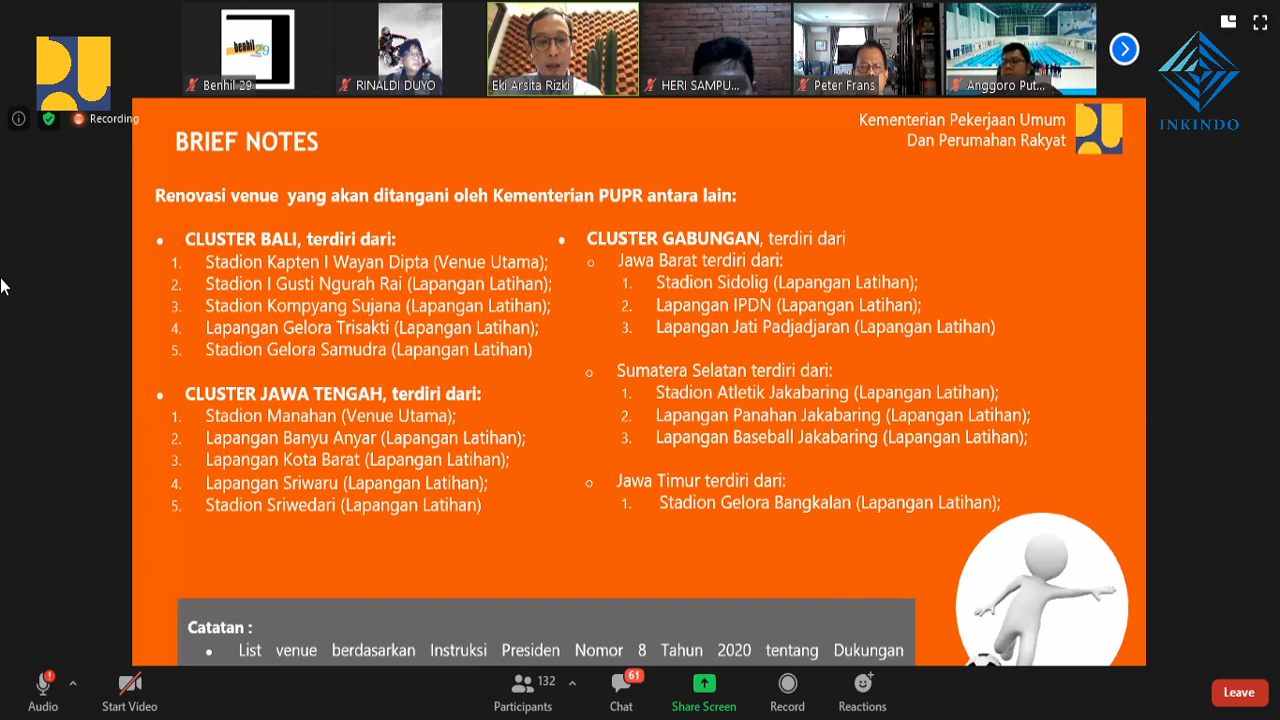 Benhil 29
RINALDI DUYO
Eki Arsita Rizki
HERI SAMPU...
Peter Frans
Anggoro Put...
benhil
29
INKINDO
Recording
Kementerian Pekerjaan Umum
Dan Perumahan Rakyat
BRIEF NOTES
Renovasi venue yang akan ditangani oleh Kementerian PUPR antara lain:
• CLUSTER BALI, terdiri dari:
1. Stadion Kapten I Wayan Dipta (Venue Utama);
2. Stadion I Gusti Ngurah Rai (Lapangan Latihan);
3. Stadion Kompyang Sujana (Lapangan Latihan);
4. Lapangan Gelora Trisakti (Lapangan Latihan);
5. Stadion Gelora Samudra (Lapangan Latihan)
• CLUSTER JAWA TENGAH, terdiri dari:
1. Stadion Manahan (Venue Utama);
2. Lapangan Banyu Anyar (Lapangan Latihan);
3. Lapangan Kota Barat (Lapangan Latihan);
4. Lapangan Sriwaru (Lapangan Latihan);
5. Stadion Sriwedari (Lapangan Latihan)
• CLUSTER GABUNGAN, terdiri dari
o Jawa Barat terdiri dari:
1. Stadion Sidolig (Lapangan Latihan);
2. Lapangan IPDN (Lapangan Latihan);
3. Lapangan Jati Padjadjaran (Lapangan Latihan)
o Sumatera Selatan terdiri dari:
1. Stadion Atletik Jakabaring (Lapangan Latihan);
2. Lapangan Panahan Jakabaring (Lapangan Latihan);
3. Lapangan Baseball Jakabaring (Lapangan Latihan);
o Jawa Timur terdiri dari:
1. Stadion Gelora Bangkalan (Lapangan Latihan);
Catatan :
• List venue berdasarkan Instruksi Presiden Nomor 8 Tahun 2020 tentang Dukungan
Audio
Start Video
132
Participants
61
Chat
Share Screen
Record
Reactions
Leave